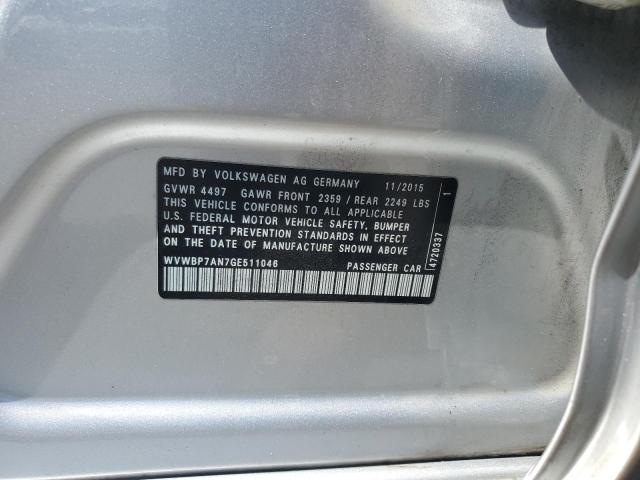 MFD BY VOLKSWAGEN AG GERMANY 11/2015
GVWR 4497 GAWR FRONT 2359 / REAR 2249 LBS
THIS VEHICLE CONFORMS TO ALL APPLICABLE
U.S. FEDERAL MOTOR VEHICLE SAFETY, BUMPER
AND THEFT PREVENTION STANDARDS IN EFFECT
ON THE DATE OF MANUFACTURE SHOWN ABOVE
WVWBP7AN7GE511046 PASSENGER CAR
4720337 1